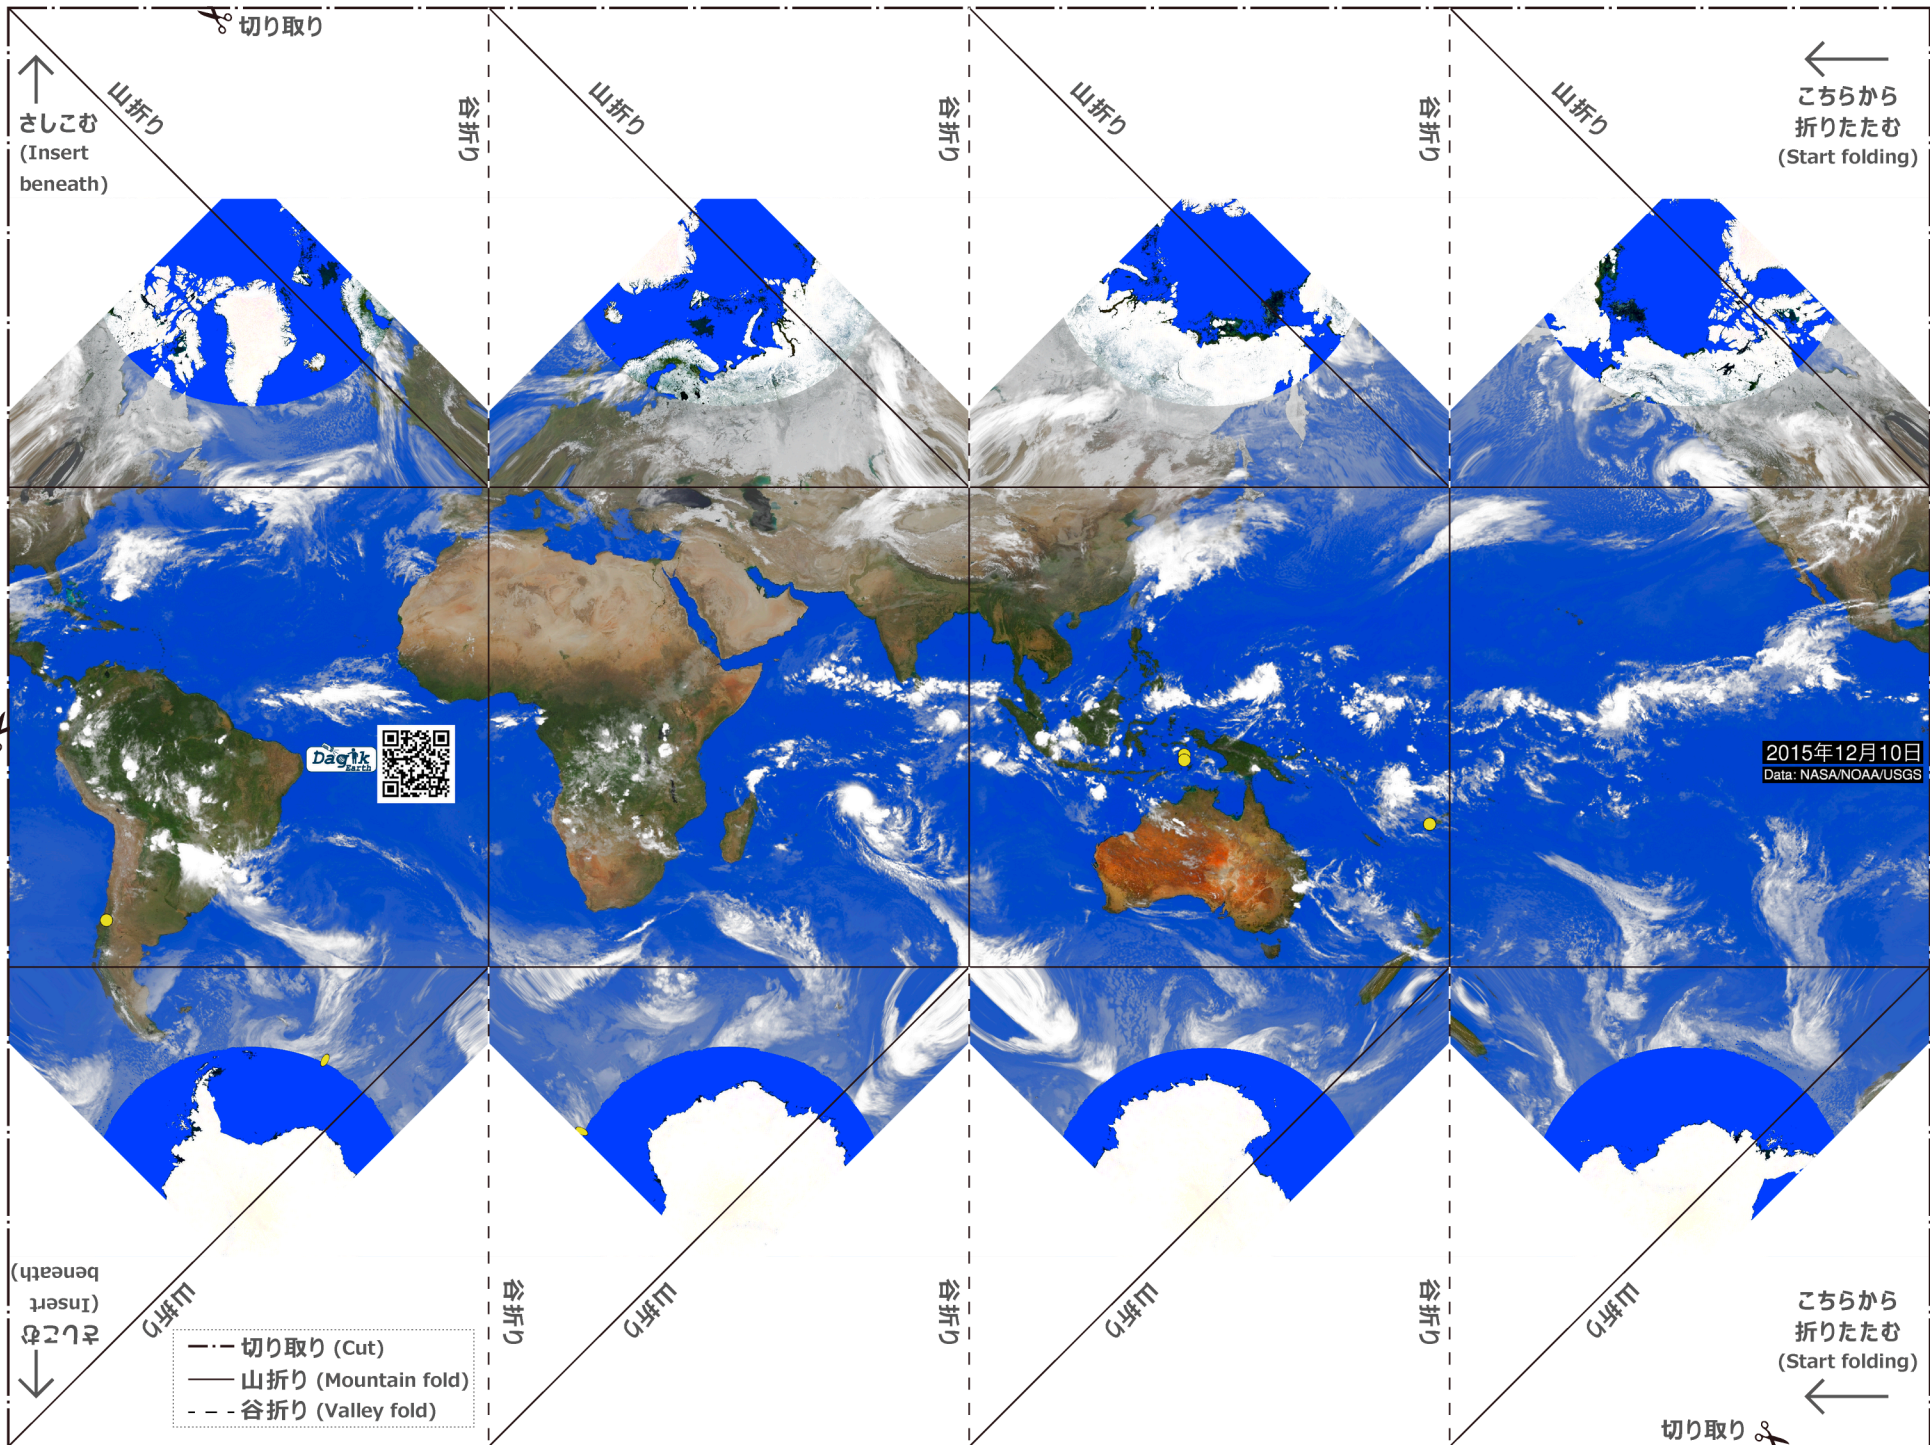 切り取り
さしこむ
(Insert
beneath)
山折り
谷折り
山折り
谷折り
山折り
谷折り
山折り
こちらから
折りたたむ
(Start folding)
Dagik
Earth
2015年12月10日
Data: NASA/NOAA/USGS
さしこむ
(Insert
beneath)
山折り
谷折り
山折り
谷折り
山折り
谷折り
山折り
こちらから
折りたたむ
(Start folding)
切り取り (Cut)
山折り (Mountain fold)
谷折り (Valley fold)
切り取り